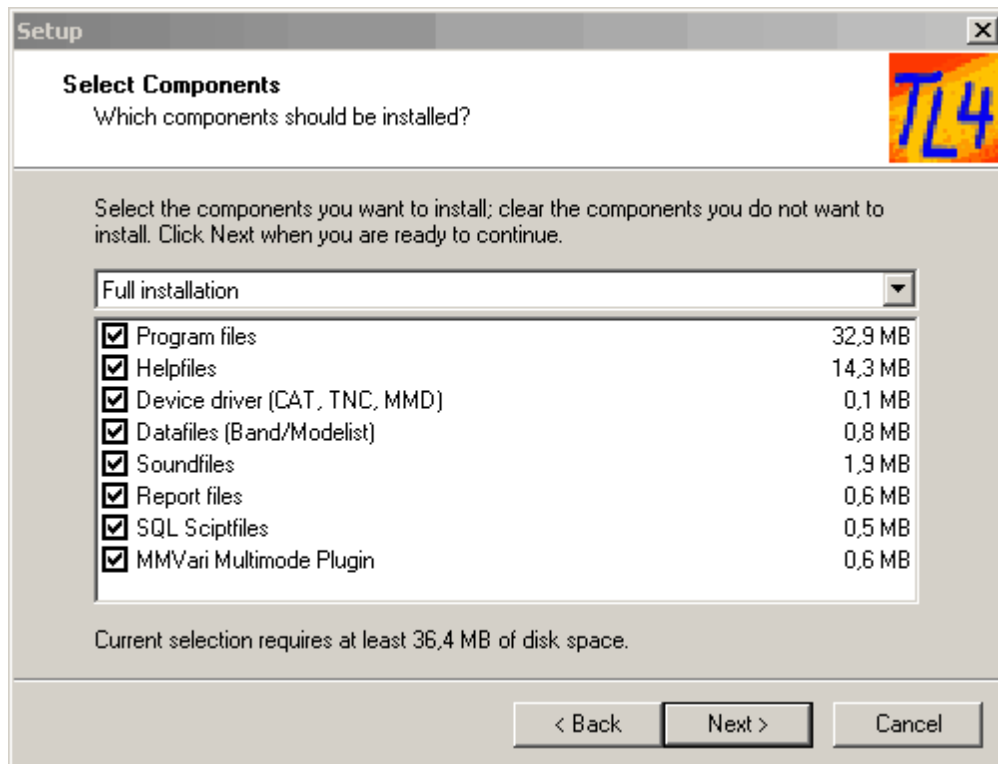 Setup
Select Components
Which components should be installed?
TL4
Select the components you want to install; clear the components you do not want to
install. Click Next when you are ready to continue.
Full installation
Program files 32,9 MB
Helpfiles 14,3 MB
Device driver (CAT, TNC, MMD) 0,1 MB
Datafiles (Band/Modelist) 0,8 MB
Soundfiles 1,9 MB
Report files 0,6 MB
SQL Sciptfiles 0,5 MB
MMVari Multimode Plugin 0,6 MB
Current selection requires at least 36,4 MB of disk space.
< Back Next > Cancel